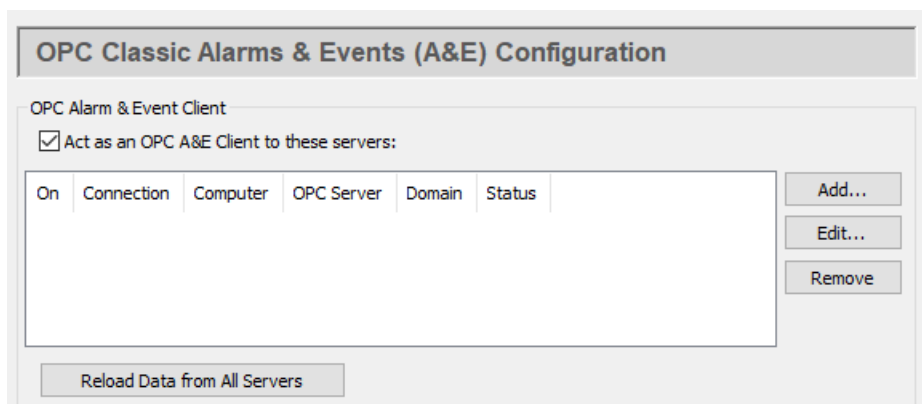 OPC Classic Alarms & Events (A&E) Configuration
OPC Alarm & Event Client
Act as an OPC A&E Client to these servers:
On Connection Computer OPC Server Domain Status
Add...
Edit...
Remove
Reload Data from All Servers